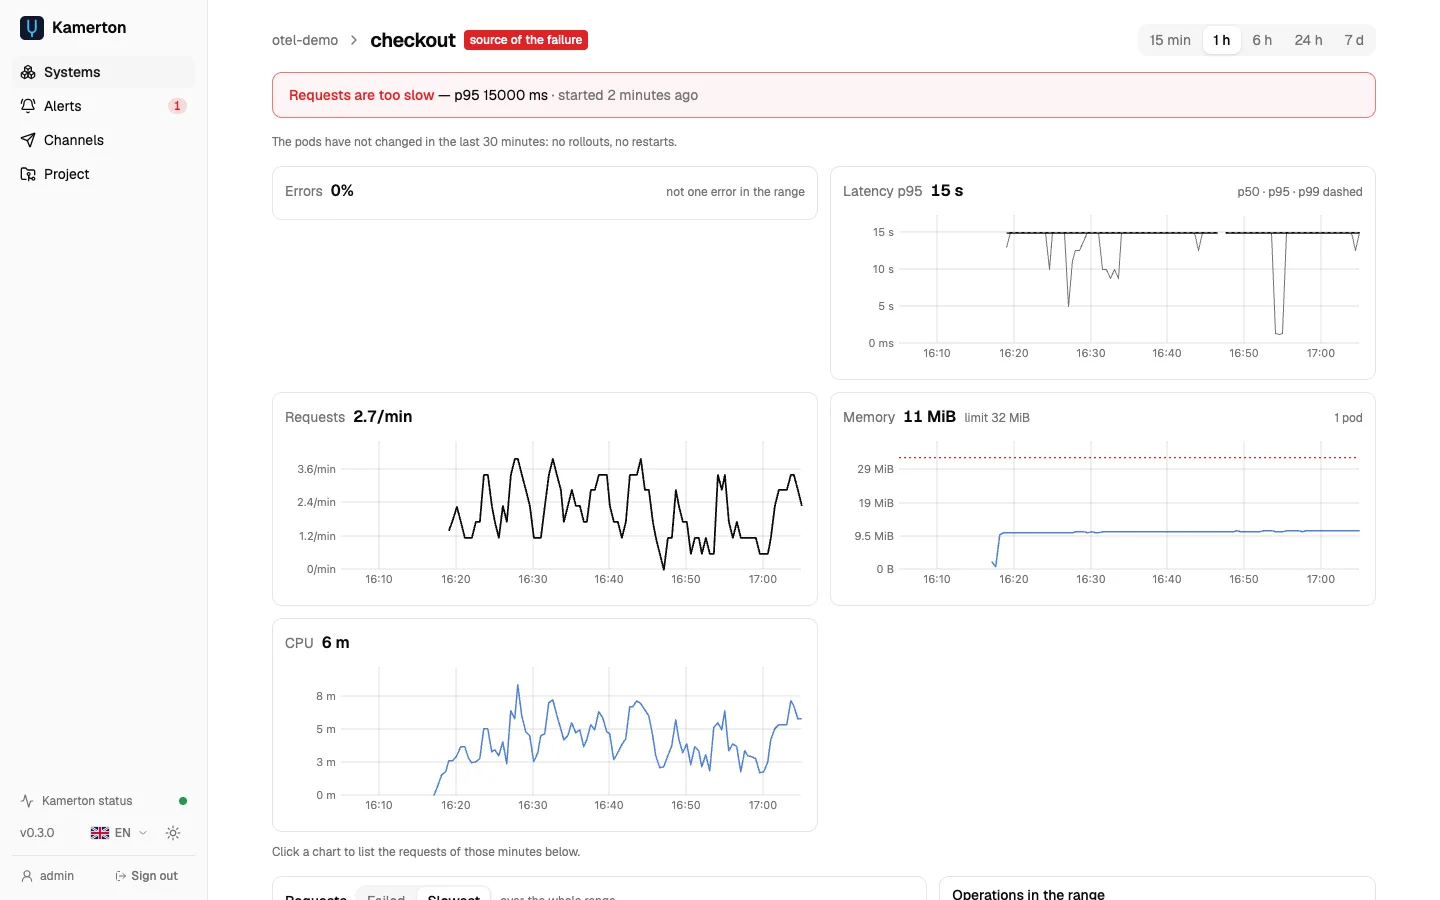 Kamerton
Systems
Alerts 1
Channels
Project
Kamerton status
v0.3.0 EN
admin Sign out
otel-demo > checkout source of the failure
15 min 1 h 6 h 24 h 7 d
Requests are too slow — p95 15000 ms · started 2 minutes ago
The pods have not changed in the last 30 minutes: no rollouts, no restarts.
Errors 0% not one error in the range
Latency p95 15 s p50 · p95 · p99 dashed
15 s
10 s
5 s
0 ms
16:10 16:20 16:30 16:40 16:50 17:00
Requests 2.7/min
3.6/min
2.4/min
1.2/min
0/min
16:10 16:20 16:30 16:40 16:50 17:00
Memory 11 MiB limit 32 MiB 1 pod
29 MiB
19 MiB
9.5 MiB
0 B
16:10 16:20 16:30 16:40 16:50 17:00
CPU 6 m
8 m
5 m
3 m
0 m
16:10 16:20 16:30 16:40 16:50 17:00
Click a chart to list the requests of those minutes below.
Requests Failed Slowest over the whole range
Operations in the range